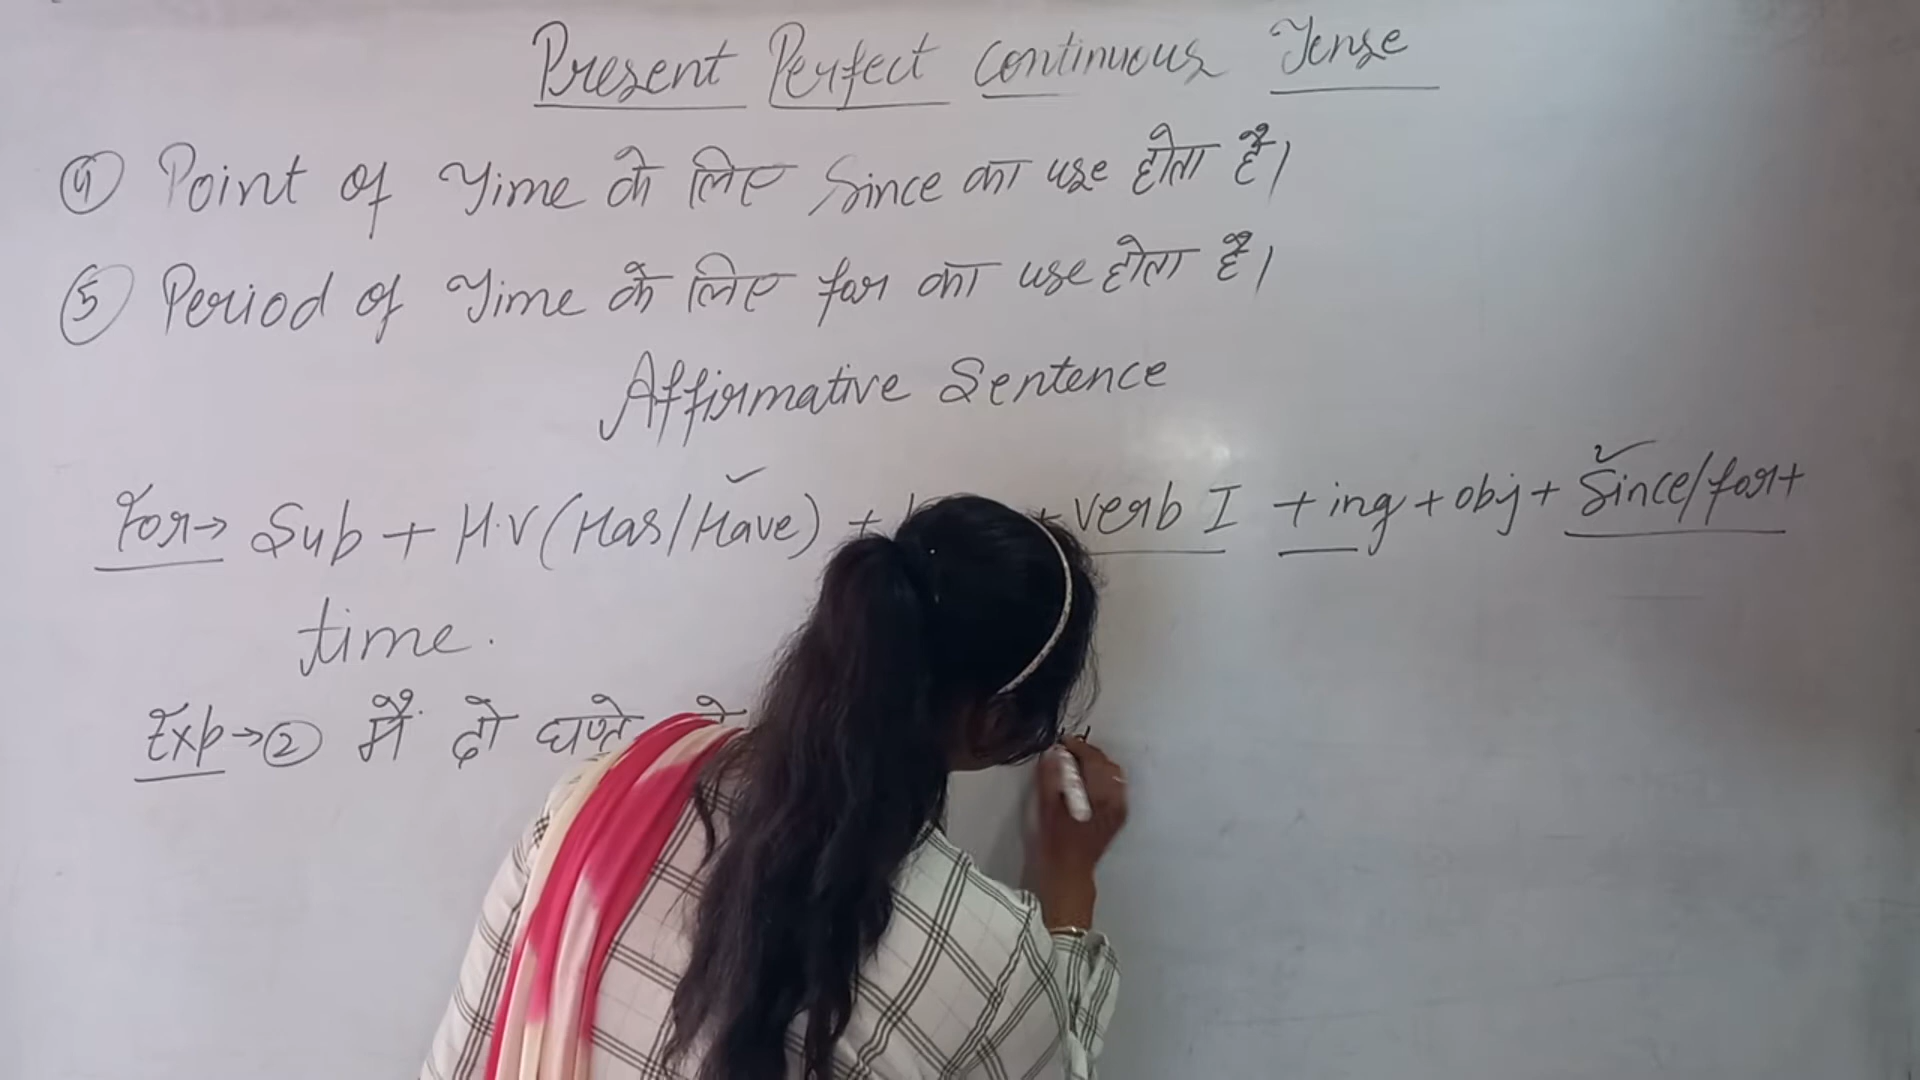 Present Perfect Continuous Tense
④ Point of Time के लिए Since का use होता है।
⑤ Period of Time के लिए for का use होता है।
Affirmative Sentence
For→ Sub + H.V (Has/Have) + + verb I + ing + obj + Since/for +
time.
Exp→② मैं दो घण्टे